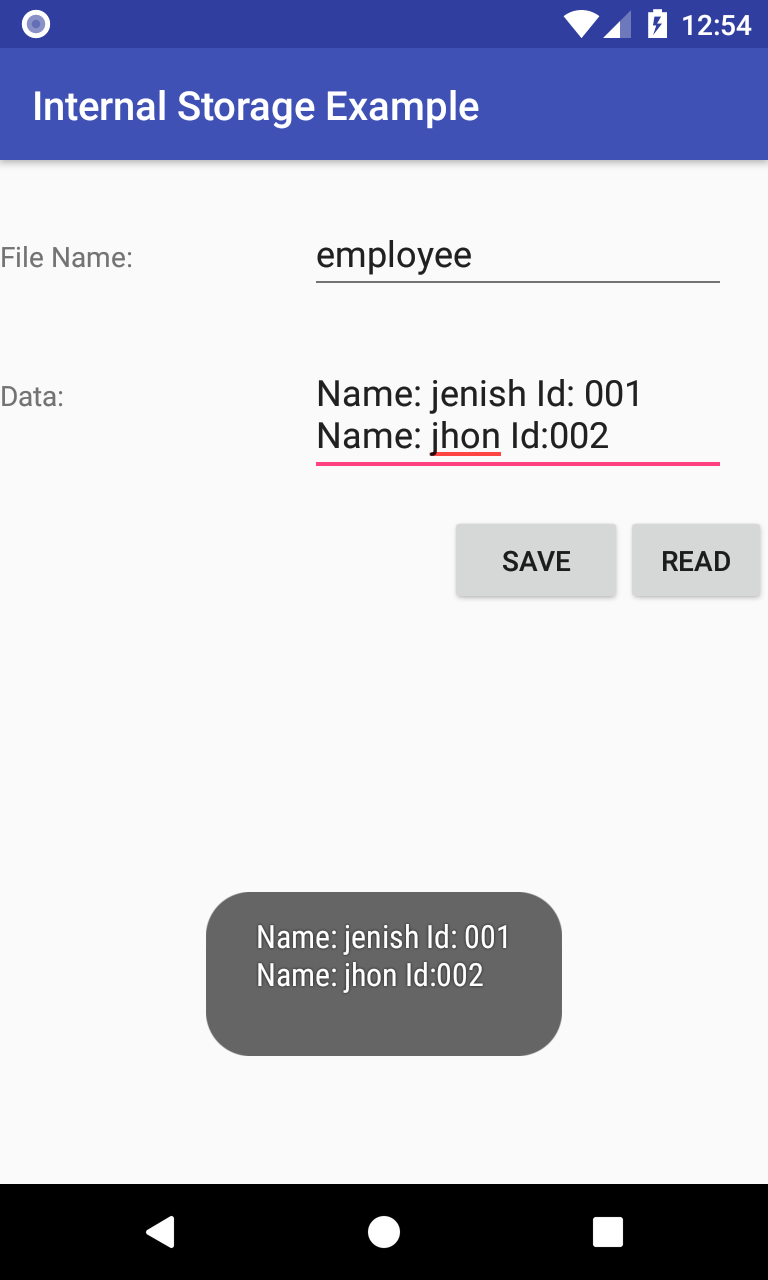 12:54
Internal Storage Example
File Name:
employee
Data:
Name: jenish Id: 001
Name: jhon Id:002
SAVE
READ
Name: jenish Id: 001
Name: jhon Id:002